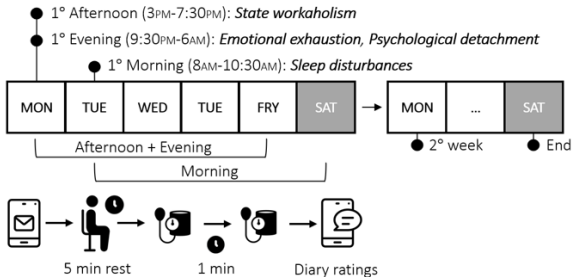 1° Afternoon (3PM-7:30PM): State workaholism
1° Evening (9:30PM-6AM): Emotional exhaustion, Psychological detachment
1° Morning (8AM-10:30AM): Sleep disturbances
MON TUE WED TUE FRY SAT MON ... SAT
Afternoon + Evening
2° week End
Morning
5 min rest 1 min Diary ratings